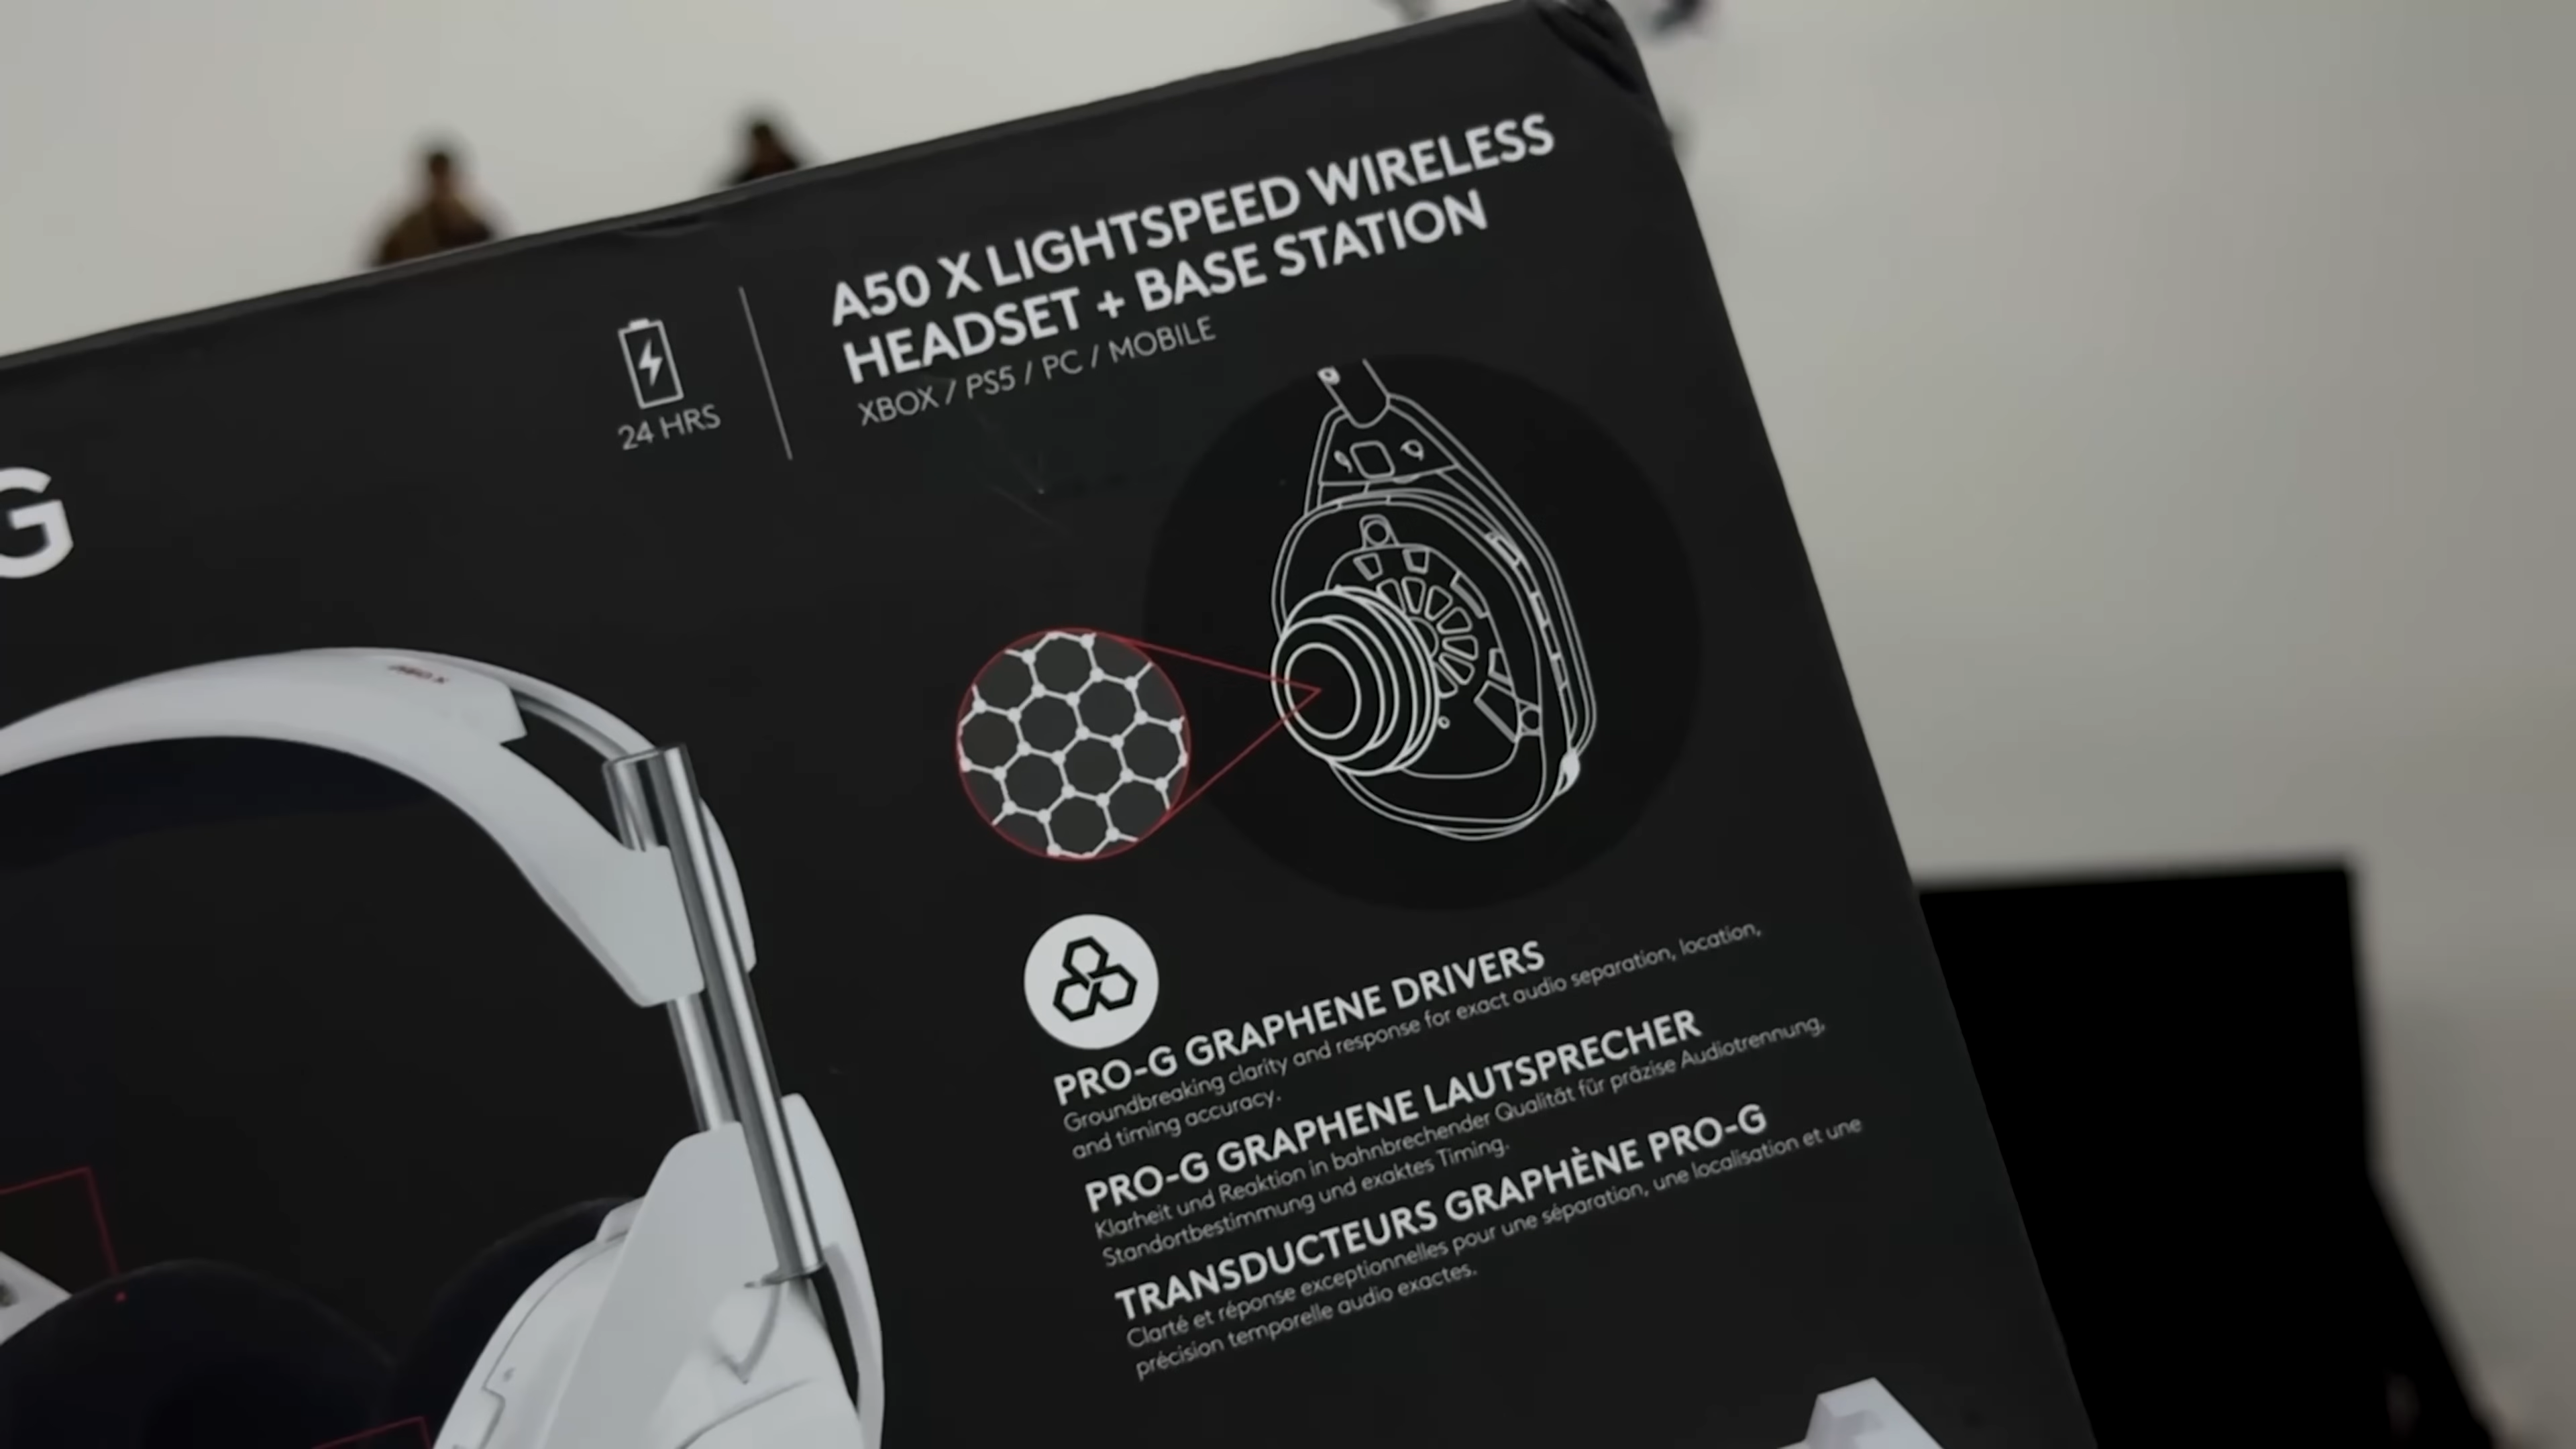 A50 X LIGHTSPEED WIRELESS
HEADSET + BASE STATION
XBOX / PS5 / PC / MOBILE
24 HRS
G
PRO-G GRAPHENE DRIVERS
Groundbreaking clarity and response for exact audio separation, location,
and timing accuracy.
PRO-G GRAPHENE LAUTSPRECHER
Klarheit und Reaktion in bahnbrechender Qualität für präzise Audiotrennung,
Standortbestimmung und exaktes Timing.
TRANSDUCTEURS GRAPHÈNE PRO-G
Clarté et réponse exceptionnelles pour une séparation, une localisation et une
précision temporelle audio exactes.